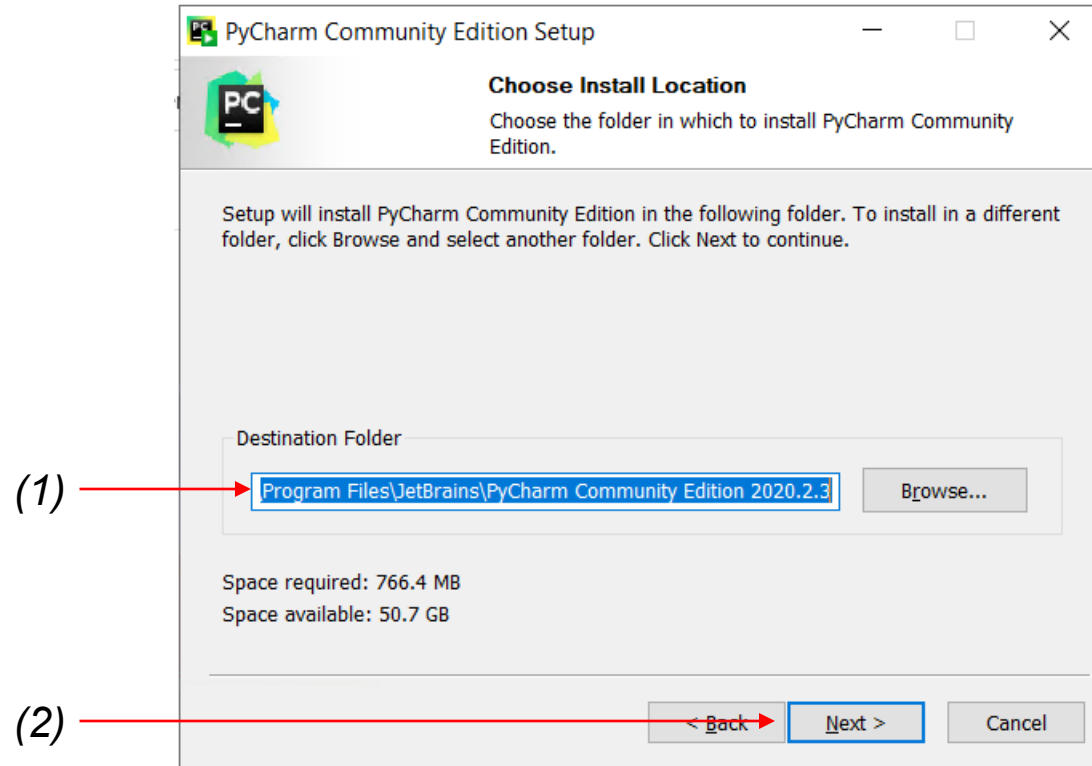 PyCharm Community Edition Setup
PC
Choose Install Location
Choose the folder in which to install PyCharm Community
Edition.
Setup will install PyCharm Community Edition in the following folder. To install in a different
folder, click Browse and select another folder. Click Next to continue.
Destination Folder
(1)
\Program Files\JetBrains\PyCharm Community Edition 2020.2.3
Browse...
Space required: 766.4 MB
Space available: 50.7 GB
(2)
< Back
Next >
Cancel